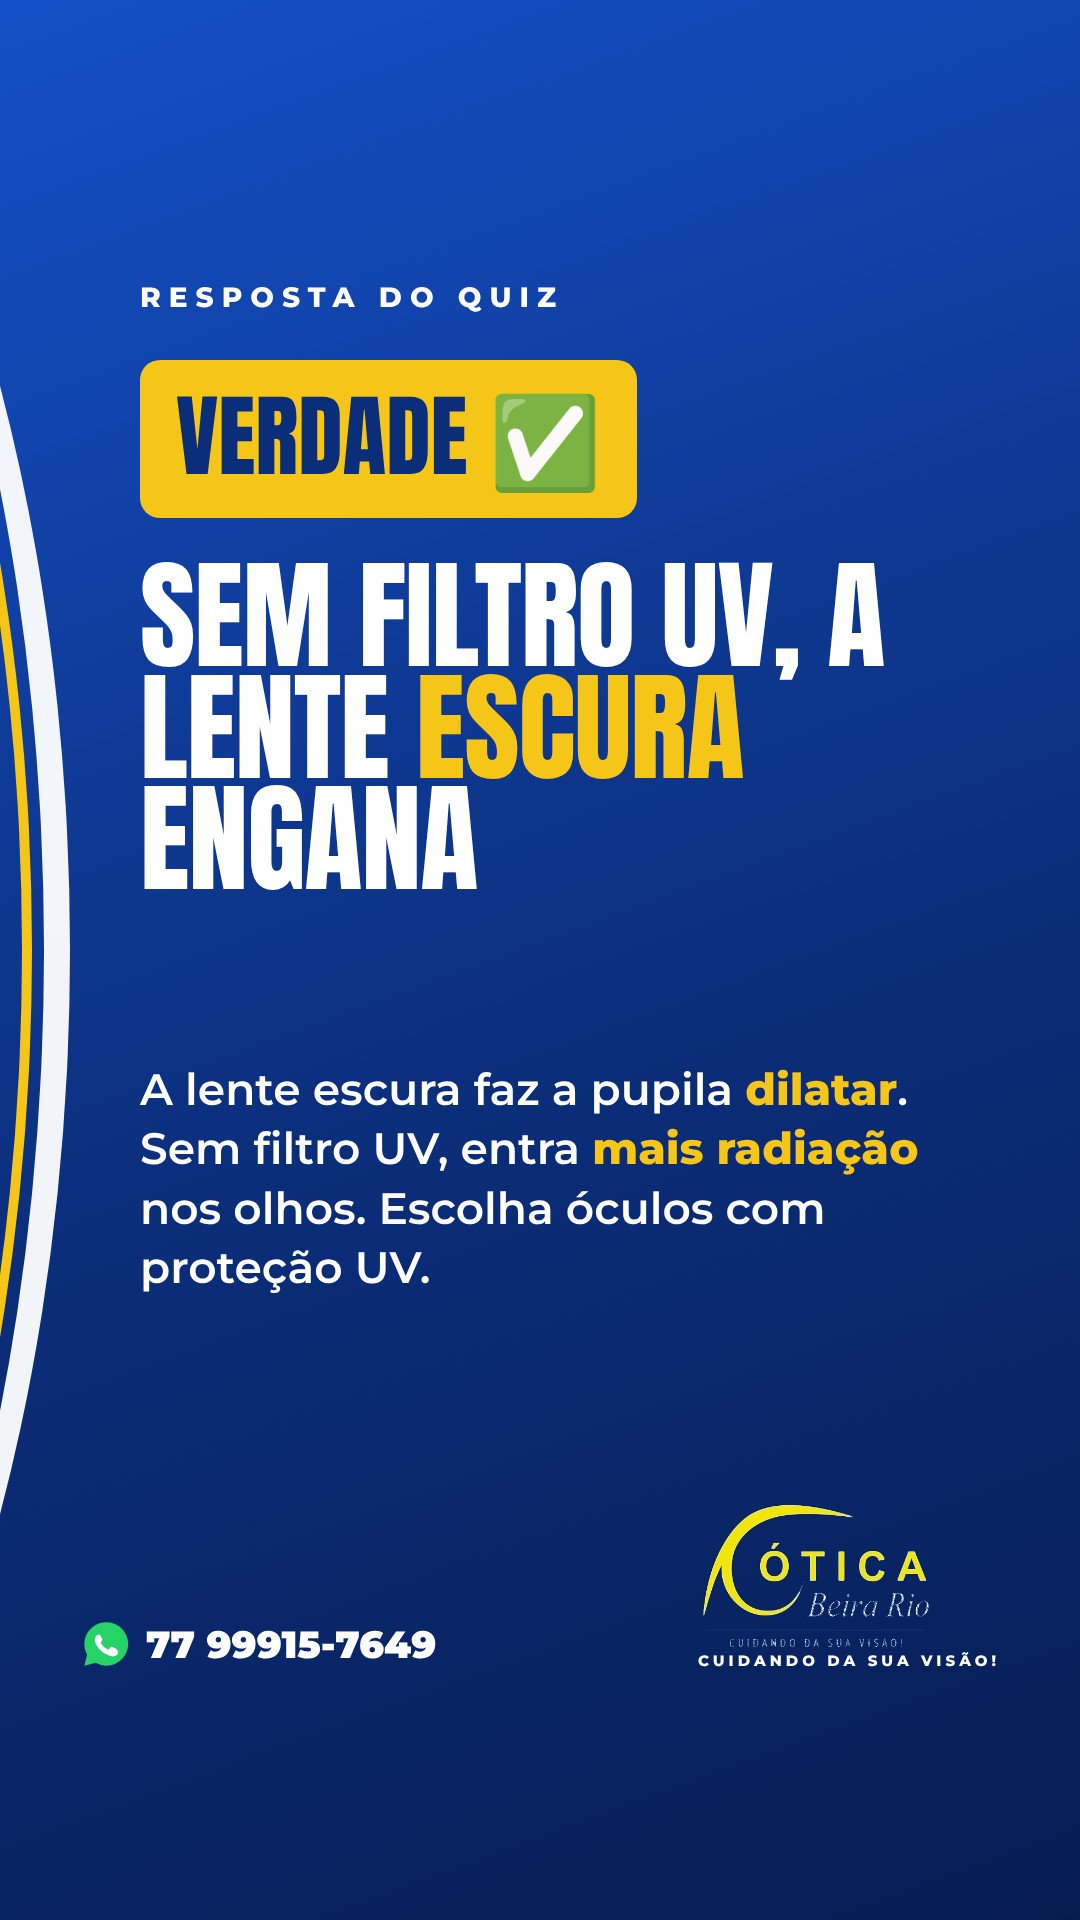 RESPOSTA DO QUIZ
VERDADE ✅
SEM FILTRO UV, A
LENTE ESCURA
ENGANA
A lente escura faz a pupila dilatar.
Sem filtro UV, entra mais radiação
nos olhos. Escolha óculos com
proteção UV.
ÓTICA
Beira Rio
CUIDANDO DA SUA VISÃO!
CUIDANDO DA SUA VISÃO!
77 99915-7649